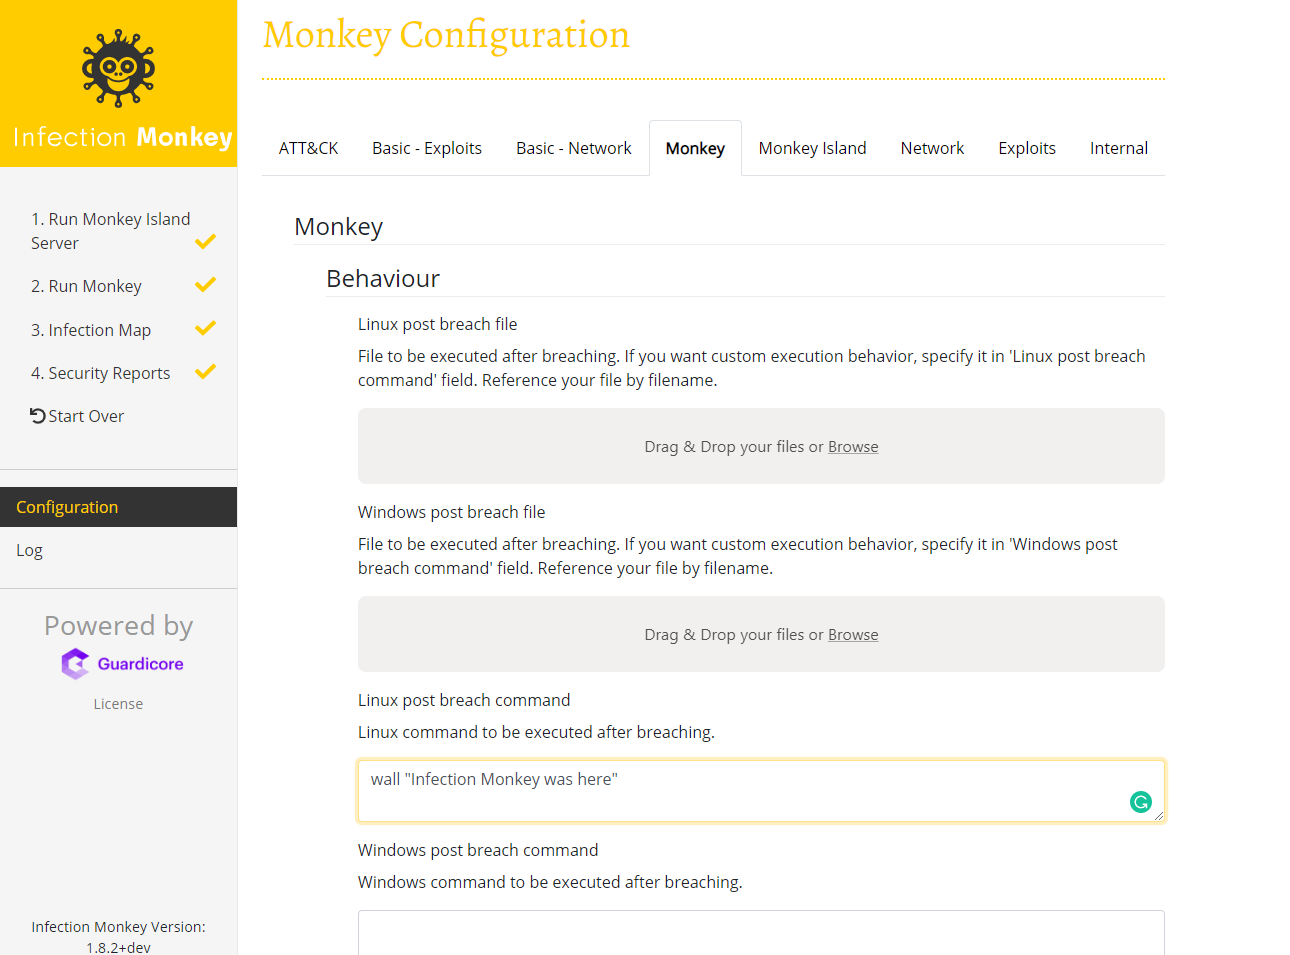 Infection Monkey
1. Run Monkey Island
Server
2. Run Monkey
3. Infection Map
4. Security Reports
Start Over
Configuration
Log
Powered by
Guardicore
License
Infection Monkey Version:
1.8.2+dev
Monkey Configuration
ATT&CK
Basic - Exploits
Basic - Network
Monkey
Monkey Island
Network
Exploits
Internal
Monkey
Behaviour
Linux post breach file
File to be executed after breaching. If you want custom execution behavior, specify it in 'Linux post breach
command' field. Reference your file by filename.
Drag & Drop your files or Browse
Windows post breach file
File to be executed after breaching. If you want custom execution behavior, specify it in 'Windows post
breach command' field. Reference your file by filename.
Drag & Drop your files or Browse
Linux post breach command
Linux command to be executed after breaching.
wall "Infection Monkey was here"
Windows post breach command
Windows command to be executed after breaching.